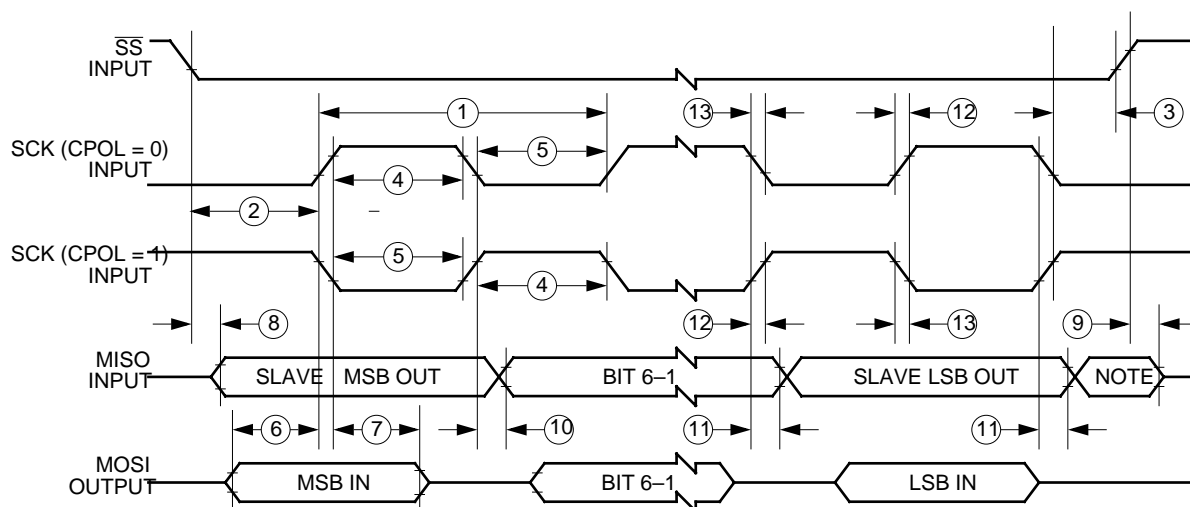 SS
INPUT
1
13
12
3
SCK (CPOL = 0)
INPUT
5
4
2
SCK (CPOL = 1)
INPUT
5
4
8
12
13
9
MISO
INPUT
SLAVE MSB OUT
BIT 6–1
SLAVE LSB OUT
NOTE
6
7
10
11
11
MOSI
OUTPUT
MSB IN
BIT 6–1
LSB IN